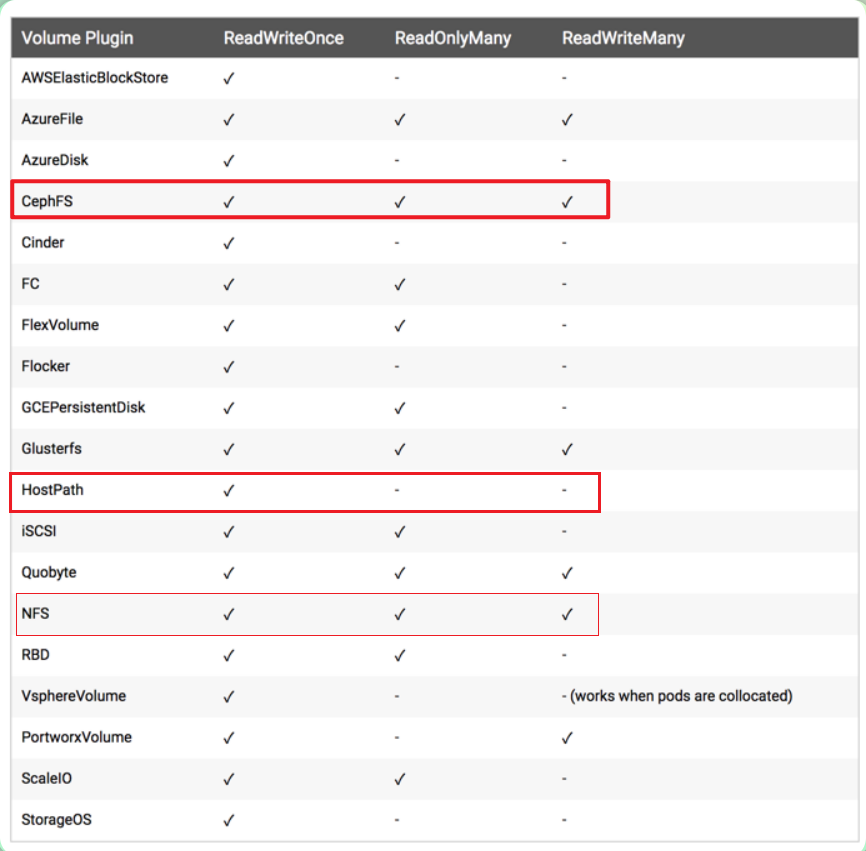 Volume Plugin ReadWriteOnce ReadOnlyMany ReadWriteMany
AWSElasticBlockStore ✓ - -
AzureFile ✓ ✓ ✓
AzureDisk ✓ - -
CephFS ✓ ✓ ✓
Cinder ✓ - -
FC ✓ ✓ -
FlexVolume ✓ ✓ -
Flocker ✓ - -
GCEPersistentDisk ✓ ✓ -
Glusterfs ✓ ✓ ✓
HostPath ✓ - -
iSCSI ✓ ✓ -
Quobyte ✓ ✓ ✓
NFS ✓ ✓ ✓
RBD ✓ ✓ -
VsphereVolume ✓ - - (works when pods are collocated)
PortworxVolume ✓ - ✓
ScaleIO ✓ ✓ -
StorageOS ✓ - -